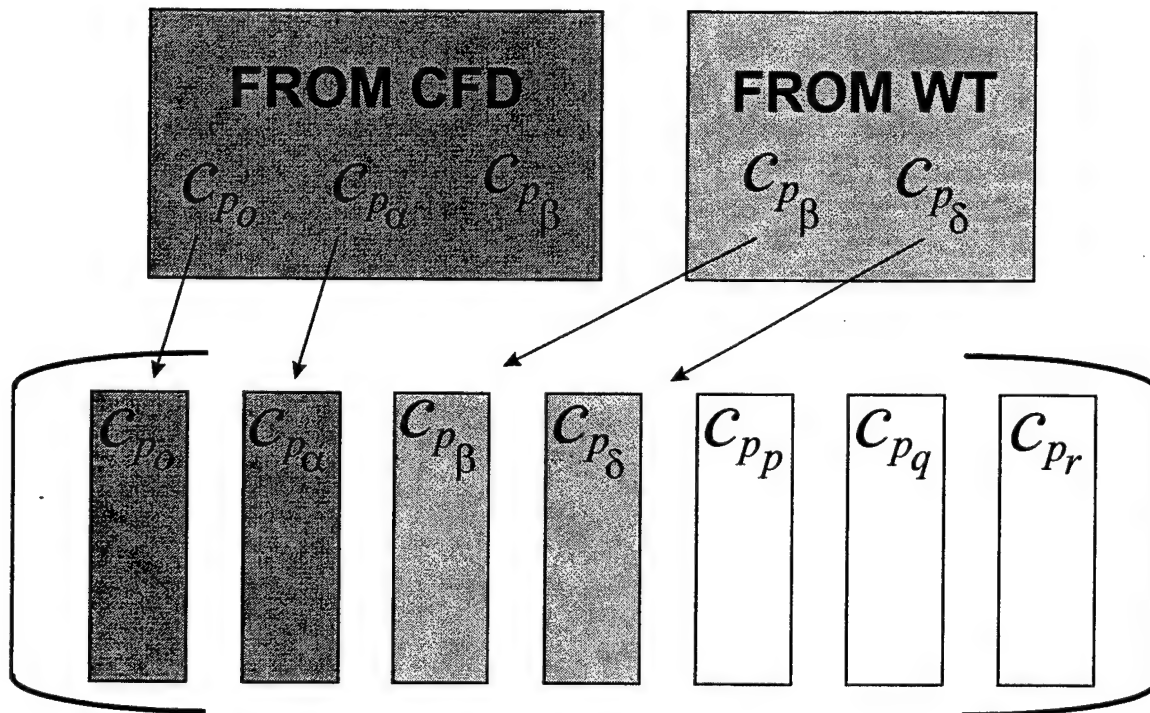 FROM CFD
FROM WT
C_{p_o} C_{p_α} C_{p_β}
C_{p_β} C_{p_δ}
C_{p_o} C_{p_α} C_{p_β} C_{p_δ} C_{p_p} C_{p_q} C_{p_r}